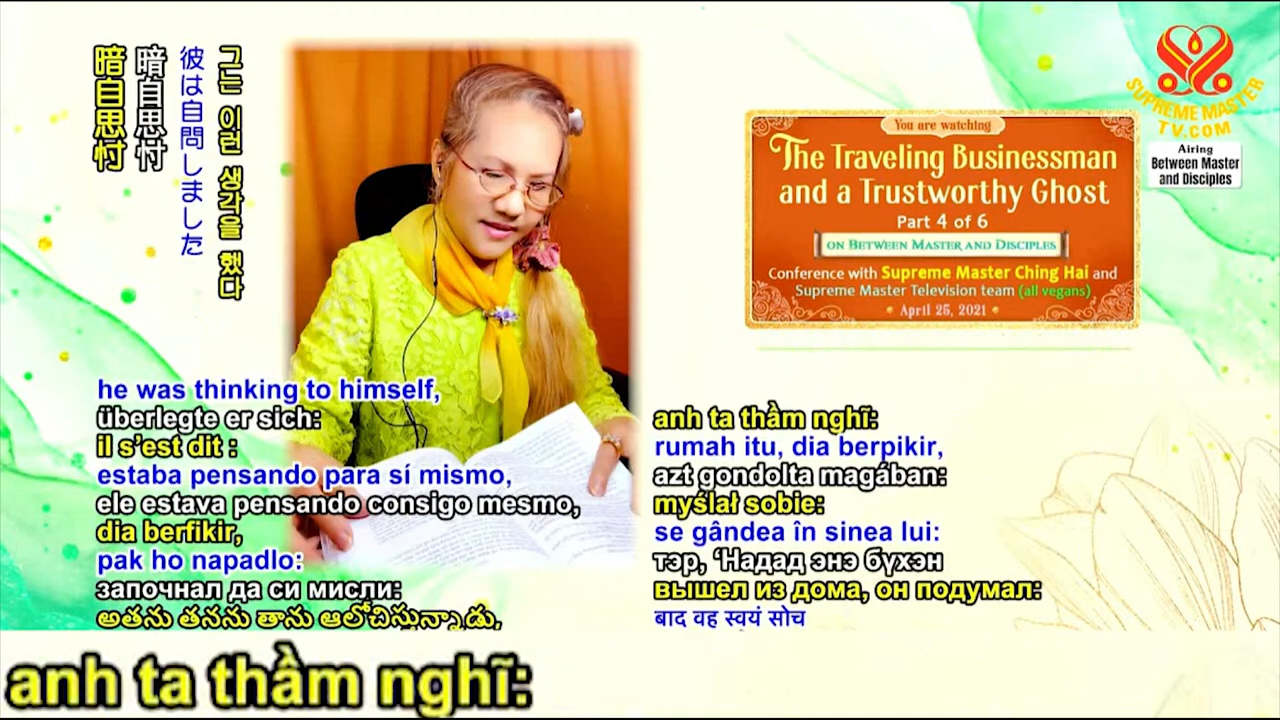 그는 이런 생각을 했다
彼は自問しました
暗自思忖
暗自思忖
SUPREME MASTER
TV.COM
Airing
Between Master
and Disciples
You are watching
The Traveling Businessman
and a Trustworthy Ghost
Part 4 of 6
ON BETWEEN MASTER AND DISCIPLES
Conference with Supreme Master Ching Hai and
Supreme Master Television team (all vegans)
April 25, 2021
he was thinking to himself,
überlegte er sich:
il s’est dit :
estaba pensando para sí mismo,
ele estava pensando consigo mesmo,
dia berfikir,
pak ho napadlo:
започнал да си мисли:
అతను తనను తాను ఆలోచిస్తున్నాడు,
anh ta thầm nghĩ:
rumah itu, dia berpikir,
azt gondolta magában:
myślał sobie:
se gândea în sinea lui:
тэр, ‘Надад энэ бүхэн
вышел из дома, он подумал:
बाद वह स्वयं सोच
anh ta thầm nghĩ: